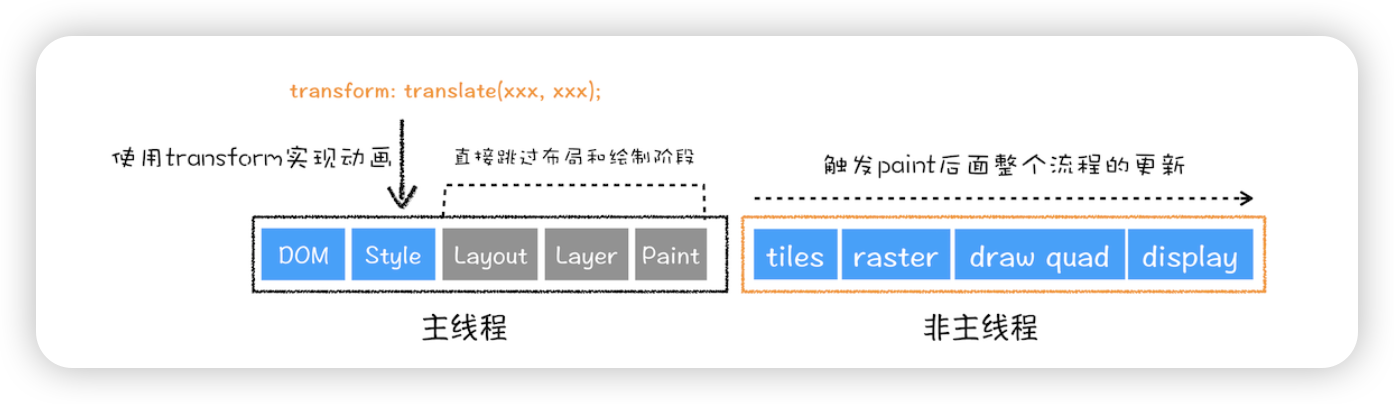 transform: translate(xxx, xxx);
使用transform实现动画
直接跳过布局和绘制阶段
触发paint后面整个流程的更新
DOM Style Layout Layer Paint tiles raster draw quad display
主线程 非主线程